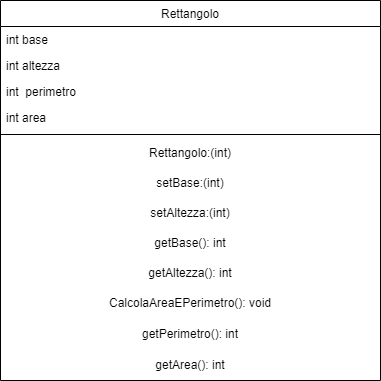 Rettangolo
int base
int altezza
int perimetro
int area
Rettangolo:(int)
setBase:(int)
setAltezza:(int)
getBase(): int
getAltezza(): int
CalcolaAreaEPerimetro(): void
getPerimetro(): int
getArea(): int